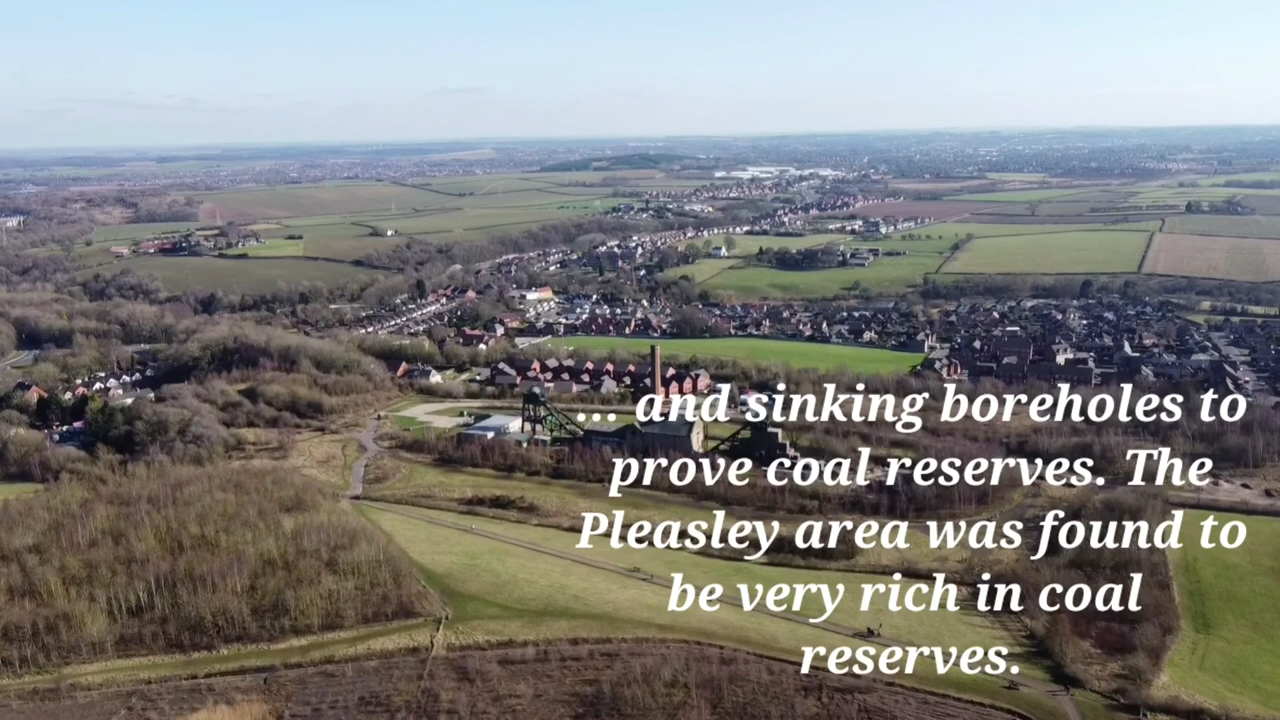 ... and sinking boreholes to
prove coal reserves. The
Pleasley area was found to
be very rich in coal
reserves.